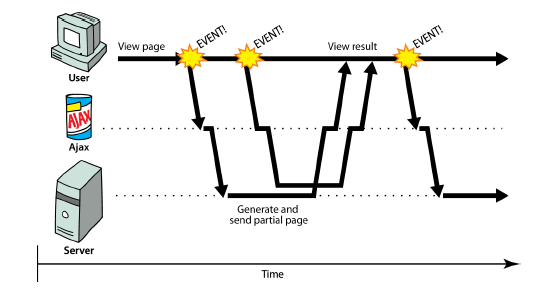 View page
EVENT!
EVENT!
View result
EVENT!
User
AJAX
Ajax
Generate and
send partial page
Server
Time